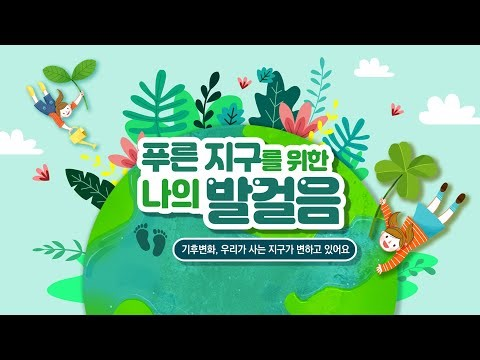 푸른 지구를 위한
나의 발걸음
기후변화, 우리가 사는 지구가 변하고 있어요